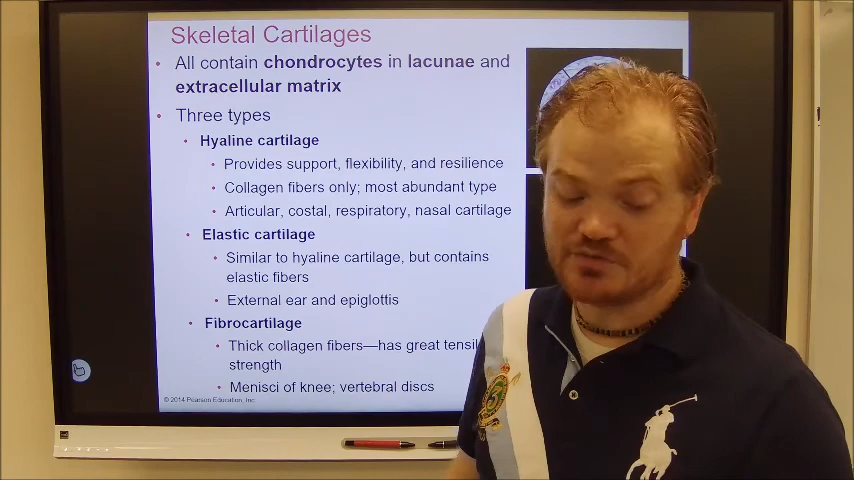 Skeletal Cartilages
• All contain chondrocytes in lacunae and
extracellular matrix
• Three types
• Hyaline cartilage
• Provides support, flexibility, and resilience
• Collagen fibers only; most abundant type
• Articular, costal, respiratory, nasal cartilage
• Elastic cartilage
• Similar to hyaline cartilage, but contains
elastic fibers
• External ear and epiglottis
• Fibrocartilage
• Thick collagen fibers—has great tensil
strength
• Menisci of knee; vertebral discs
© 2014 Pearson Education, Inc.